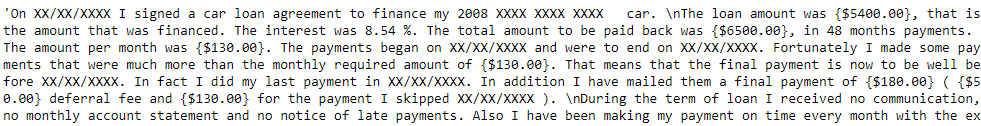 'On XX/XX/XXXX I signed a car loan agreement to finance my 2008 XXXX XXXX XXXX   car. \nThe loan amount was {$5400.00}, that is
the amount that was financed. The interest was 8.54 %. The total amount to be paid back was {$6500.00}, in 48 months payments.
The amount per month was {$130.00}. The payments began on XX/XX/XXXX and were to end on XX/XX/XXXX. Fortunately I made some pay
ments that were much more than the monthly required amount of {$130.00}. That means that the final payment is now to be well be
fore XX/XX/XXXX. In fact I did my last payment in XX/XX/XXXX. In addition I have mailed them a final payment of {$180.00} ( {$5
0.00} deferral fee and {$130.00} for the payment I skipped XX/XX/XXXX ). \nDuring the term of loan I received no communication,
no monthly account statement and no notice of late payments. Also I have been making my payment on time every month with the ex